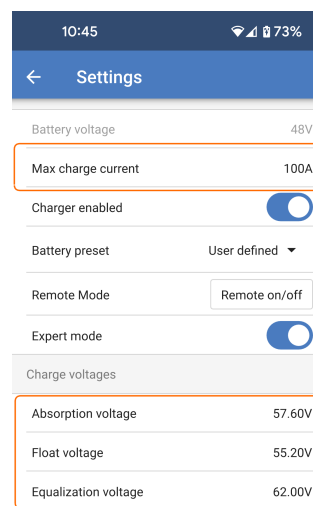 10:45 73%
Settings
Battery voltage 48V
Max charge current 100A
Charger enabled
Battery preset User defined
Remote Mode Remote on/off
Expert mode
Charge voltages
Absorption voltage 57.60V
Float voltage 55.20V
Equalization voltage 62.00V